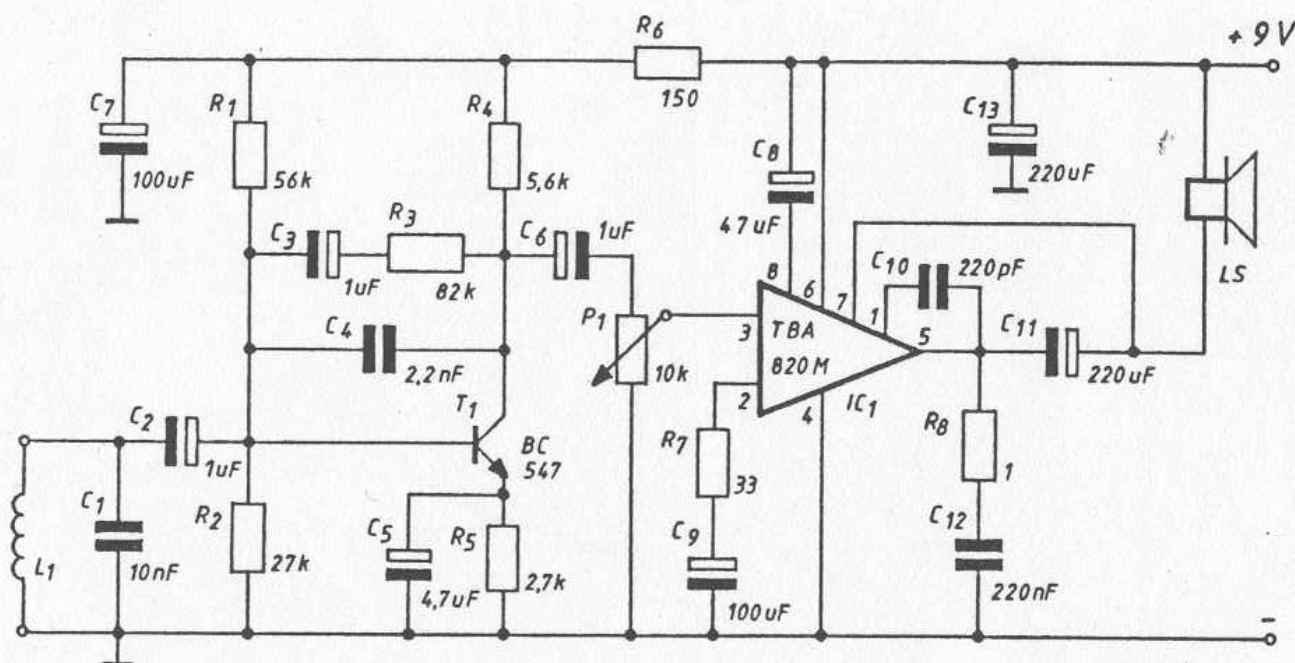 R6
+ 9 V
150
C7
100uF
R1
56k
R4
5,6k
C13
220uF
C8
47uF
LS
C3
1uF
R3
82k
C6
1uF
C4
2,2nF
P1
10k
8
6
7
1
3
2
4
5
TBA
820M
IC1
C10
220pF
C11
220uF
C2
1uF
T1
BC
547
R7
33
R8
1
L1
C1
10nF
R2
27k
C5
4,7uF
R5
2,7k
C9
100uF
C12
220nF
-